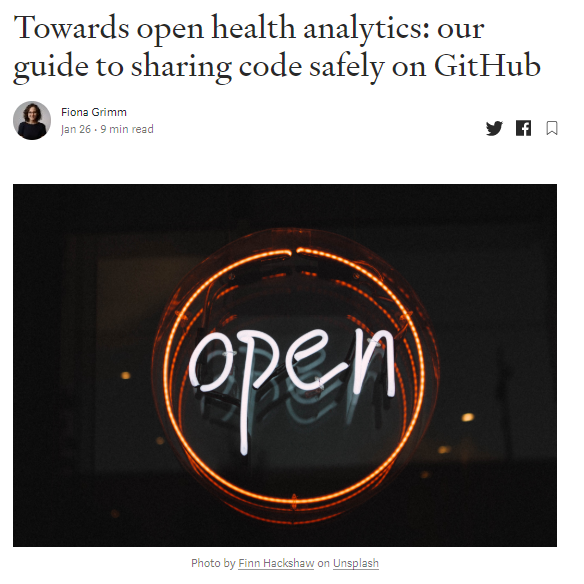 Towards open health analytics: our
guide to sharing code safely on GitHub
Fiona Grimm
Jan 26 · 9 min read
open
Photo by Finn Hackshaw on Unsplash